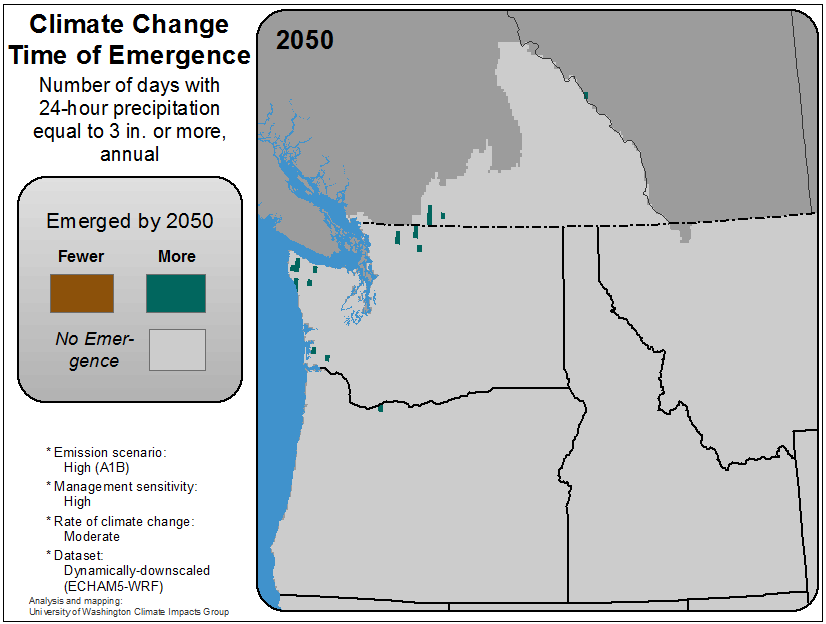 Climate Change
Time of Emergence
Number of days with
24-hour precipitation
equal to 3 in. or more,
annual
2050
Emerged by 2050
Fewer More
No Emer-
gence
* Emission scenario:
High (A1B)
* Management sensitivity:
High
* Rate of climate change:
Moderate
* Dataset:
Dynamically-downscaled
(ECHAM5-WRF)
Analysis and mapping:
University of Washington Climate Impacts Group